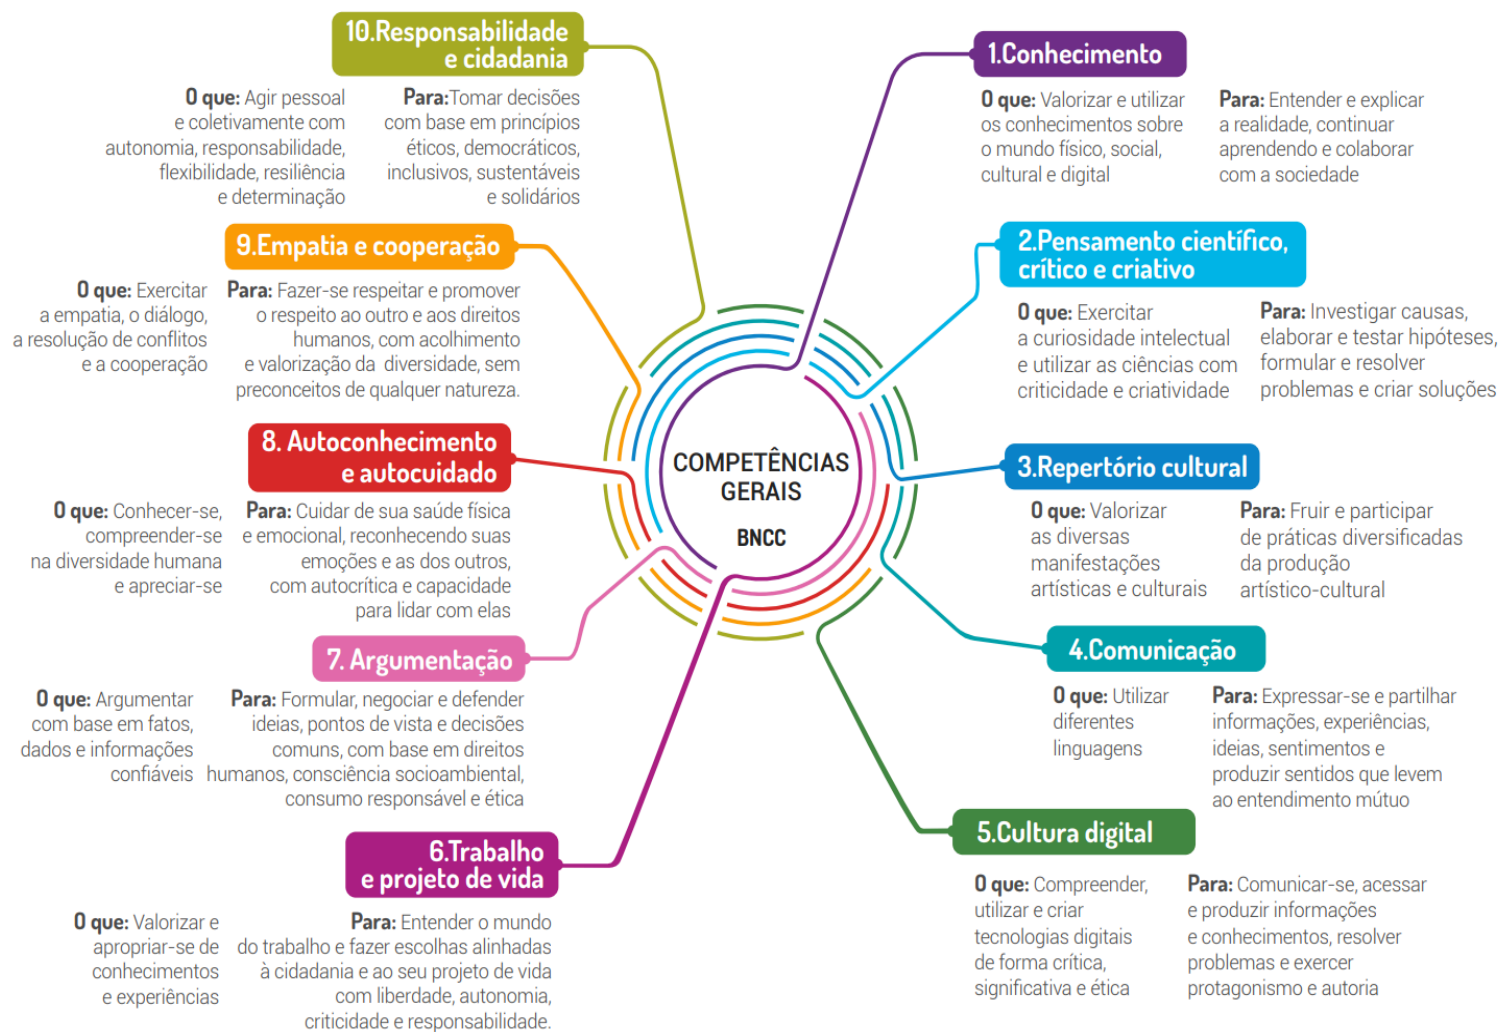 COMPETÊNCIAS
GERAIS
BNCC
1.Conhecimento
O que: Valorizar e utilizar
os conhecimentos sobre
o mundo físico, social,
cultural e digital
Para: Entender e explicar
a realidade, continuar
aprendendo e colaborar
com a sociedade
2.Pensamento científico,
crítico e criativo
O que: Exercitar
a curiosidade intelectual
e utilizar as ciências com
criticidade e criatividade
Para: Investigar causas,
elaborar e testar hipóteses,
formular e resolver
problemas e criar soluções
3.Repertório cultural
O que: Valorizar
as diversas
manifestações
artísticas e culturais
Para: Fruir e participar
de práticas diversificadas
da produção
artístico-cultural
4.Comunicação
O que: Utilizar
diferentes
linguagens
Para: Expressar-se e partilhar
informações, experiências,
ideias, sentimentos e
produzir sentidos que levem
ao entendimento mútuo
5.Cultura digital
O que: Compreender,
utilizar e criar
tecnologias digitais
de forma crítica,
significativa e ética
Para: Comunicar-se, acessar
e produzir informações
e conhecimentos, resolver
problemas e exercer
protagonismo e autoria
6.Trabalho
e projeto de vida
O que: Valorizar e
apropriar-se de
conhecimentos
e experiências
Para: Entender o mundo
do trabalho e fazer escolhas alinhadas
à cidadania e ao seu projeto de vida
com liberdade, autonomia,
criticidade e responsabilidade.
7. Argumentação
O que: Argumentar
com base em fatos,
dados e informações
confiáveis
Para: Formular, negociar e defender
ideias, pontos de vista e decisões
comuns, com base em direitos
humanos, consciência socioambiental,
consumo responsável e ética
8. Autoconhecimento
e autocuidado
O que: Conhecer-se,
compreender-se
na diversidade humana
e apreciar-se
Para: Cuidar de sua saúde física
e emocional, reconhecendo suas
emoções e as dos outros,
com autocrítica e capacidade
para lidar com elas
9.Empatia e cooperação
O que: Exercitar
a empatia, o diálogo,
a resolução de conflitos
e a cooperação
Para: Fazer-se respeitar e promover
o respeito ao outro e aos direitos
humanos, com acolhimento
e valorização da diversidade, sem
preconceitos de qualquer natureza.
10.Responsabilidade
e cidadania
O que: Agir pessoal
e coletivamente com
autonomia, responsabilidade,
flexibilidade, resiliência
e determinação
Para:Tomar decisões
com base em princípios
éticos, democráticos,
inclusivos, sustentáveis
e solidários